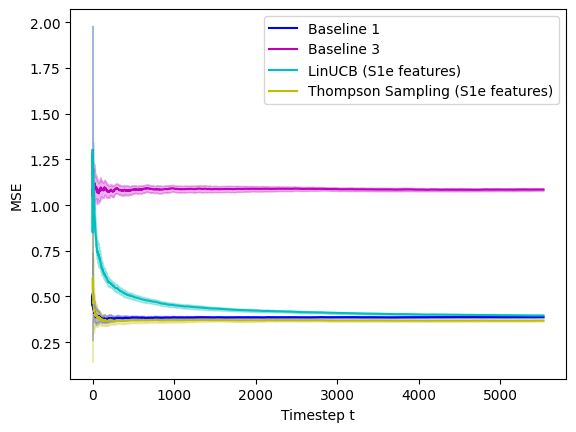 2.00
1.75
1.50
1.25
1.00
0.75
0.50
0.25
MSE
Baseline 1
Baseline 3
LinUCB (S1e features)
Thompson Sampling (S1e features)
0
1000
2000
3000
4000
5000
Timestep t